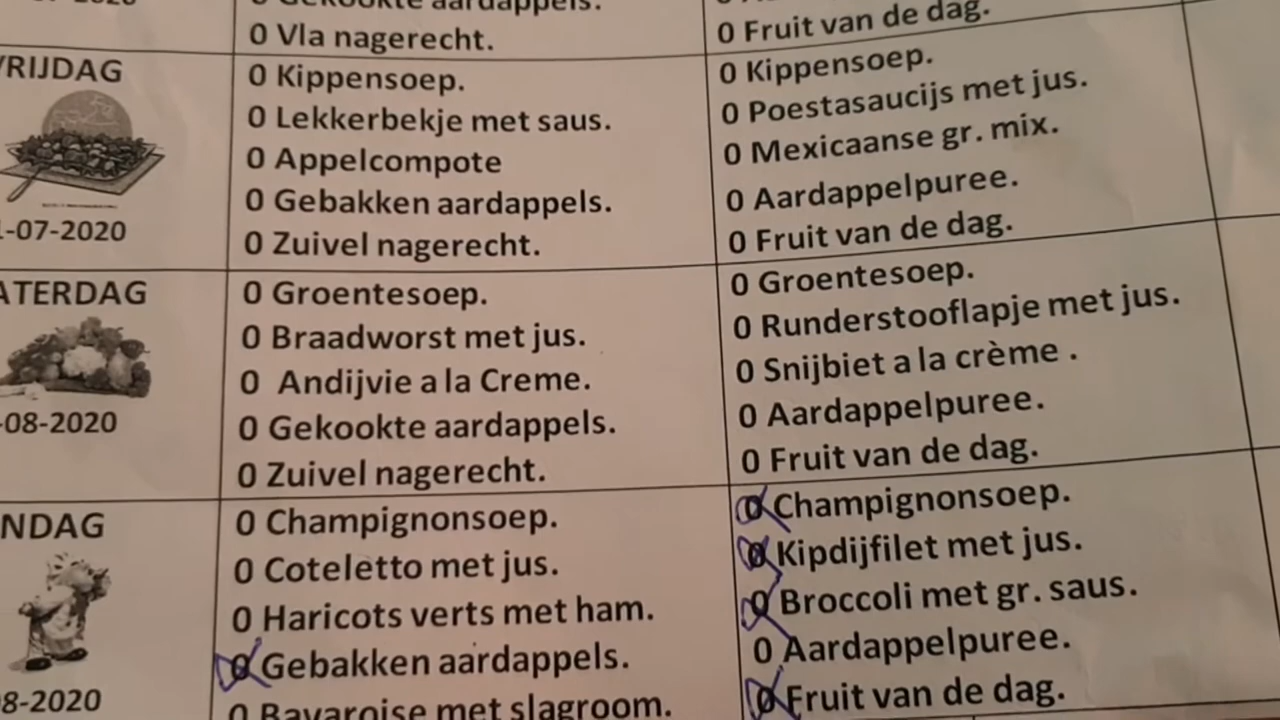 0 Vla nagerecht.
0 Fruit van de dag.
VRIJDAG
0 Kippensoep.
0 Lekkerbekje met saus.
0 Appelcompote
0 Gebakken aardappels.
0 Zuivel nagerecht.
1-07-2020
0 Kippensoep.
0 Poestasaucijs met jus.
0 Mexicaanse gr. mix.
0 Aardappelpuree.
0 Fruit van de dag.
ATERDAG
0 Groentesoep.
0 Braadworst met jus.
0 Andijvie a la Creme.
0 Gekookte aardappels.
0 Zuivel nagerecht.
-08-2020
0 Groentesoep.
0 Runderstooflapje met jus.
0 Snijbiet a la crème .
0 Aardappelpuree.
0 Fruit van de dag.
NDAG
0 Champignonsoep.
0 Coteletto met jus.
0 Haricots verts met ham.
0 Gebakken aardappels.
0 Bavaroise met slagroom.
8-2020
0 Champignonsoep.
0 Kipdijfilet met jus.
0 Broccoli met gr. saus.
0 Aardappelpuree.
0 Fruit van de dag.